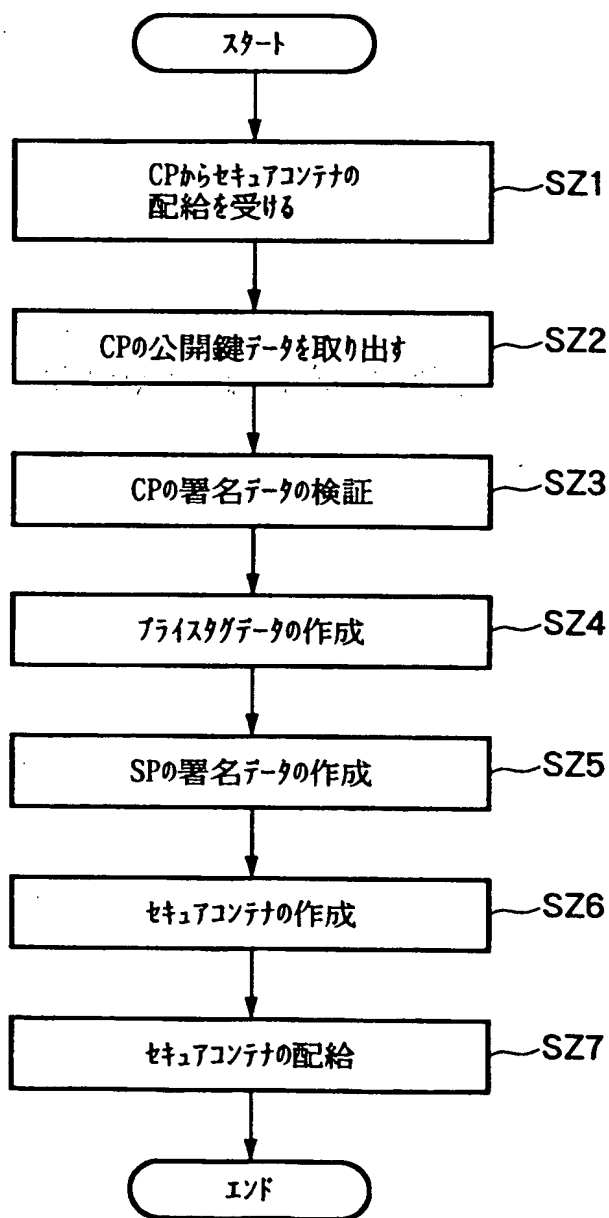 スタート
CPからセキュアコンテナの
配給を受ける
SZ1
CPの公開鍵データを取り出す
SZ2
CPの署名データの検証
SZ3
プライスタグデータの作成
SZ4
SPの署名データの作成
SZ5
セキュアコンテナの作成
SZ6
セキュアコンテナの配給
SZ7
エンド